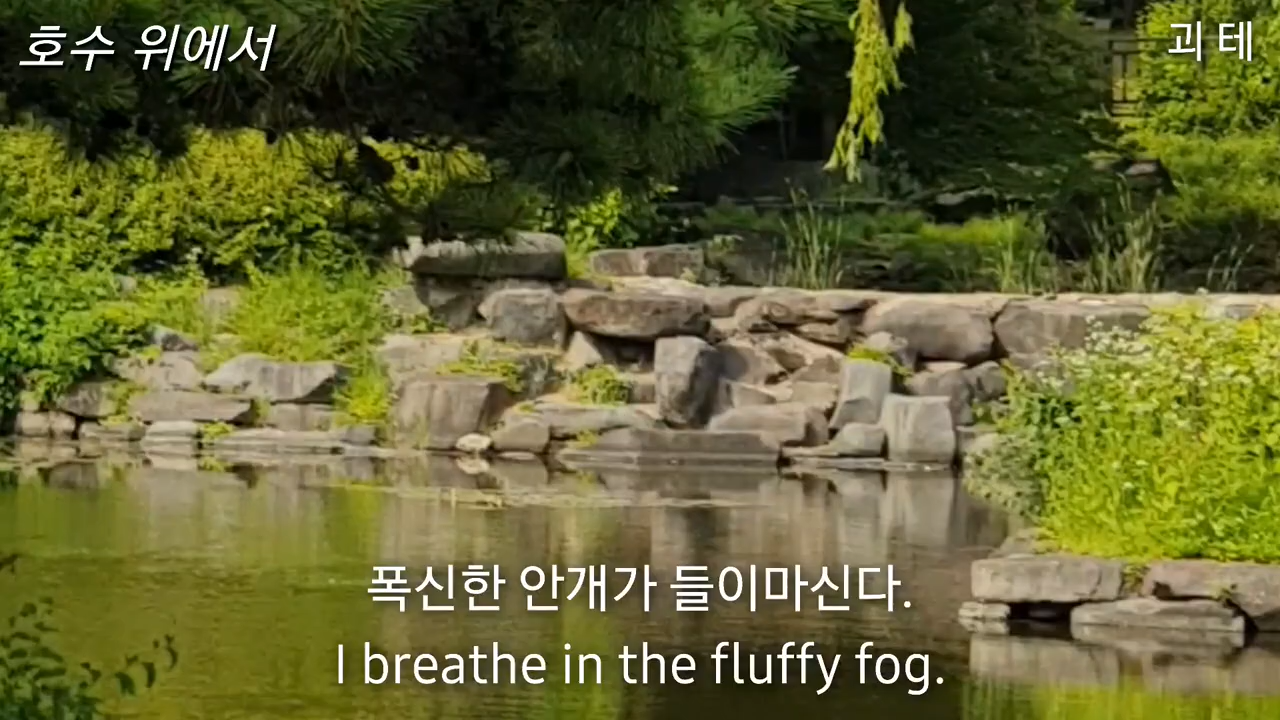 호수 위에서
괴 테
폭신한 안개가 들이마신다.
I breathe in the fluffy fog.